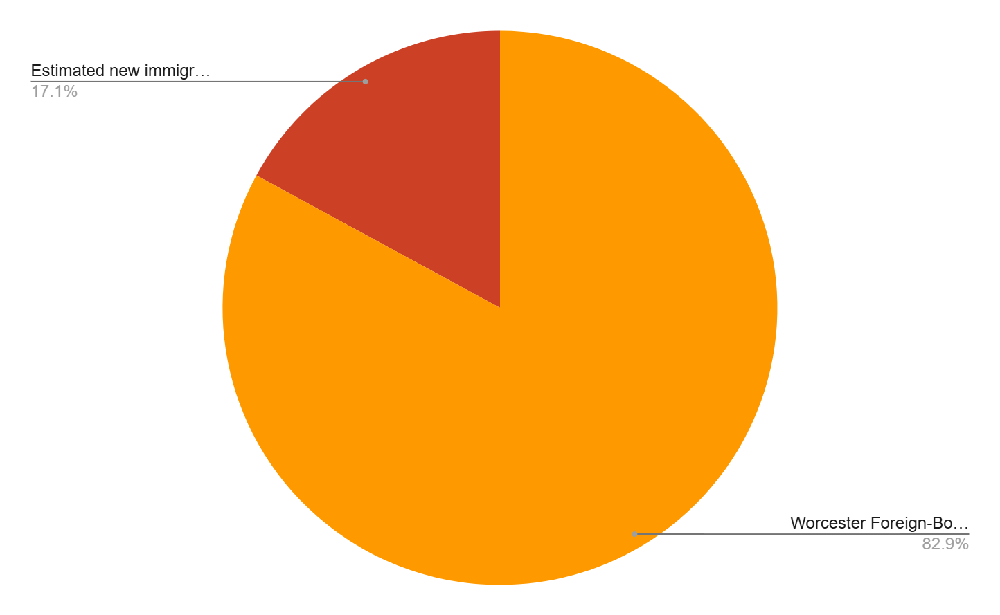 Estimated new immigr…
17.1%
Worcester Foreign-Bo…
82.9%